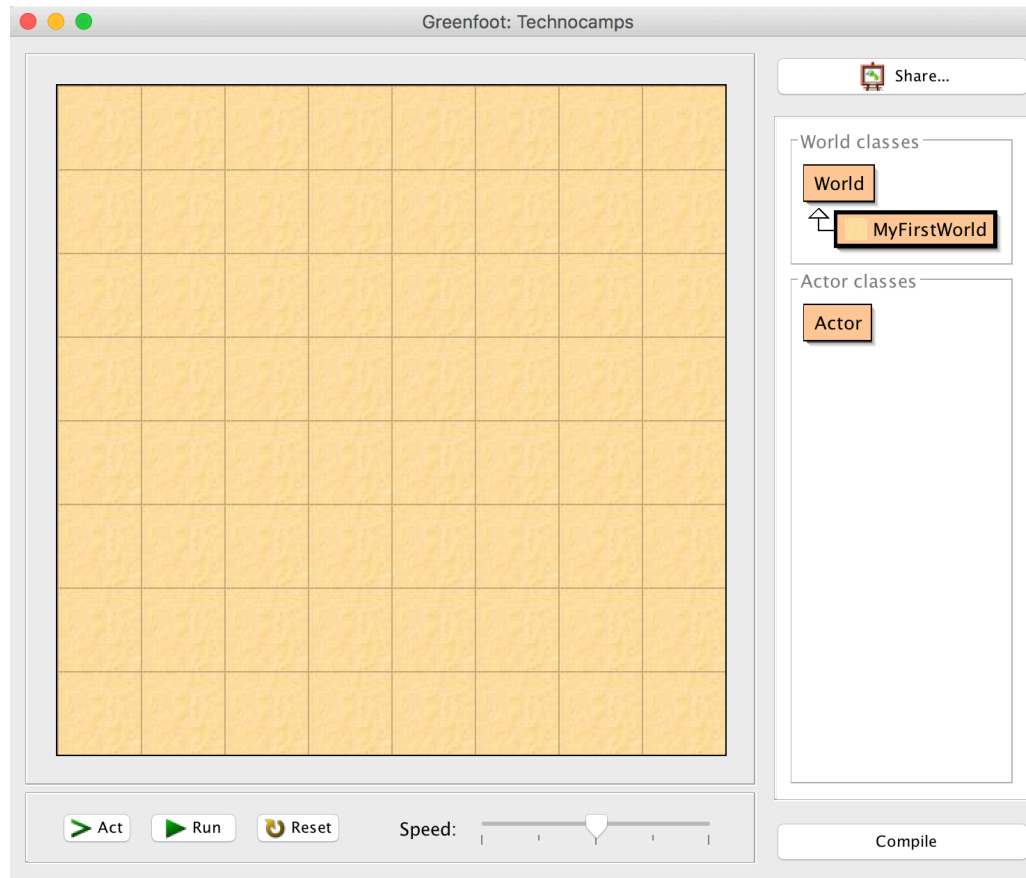 Greenfoot: Technocamps
Share...
World classes
World
MyFirstWorld
Actor classes
Actor
Act
Run
Reset
Speed:
Compile